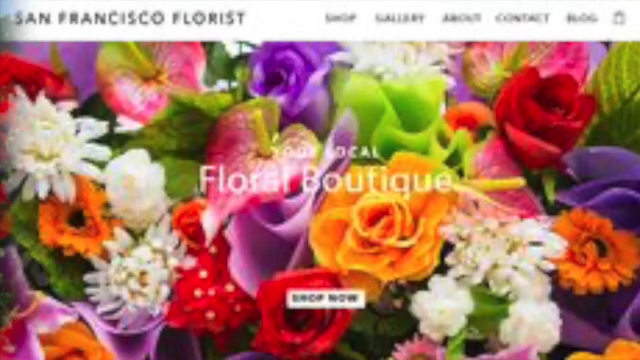 SAN FRANCISCO FLORIST
SHOP GALLERY ABOUT CONTACT BLOG
YOUR LOCAL
Floral Boutique
SHOP NOW